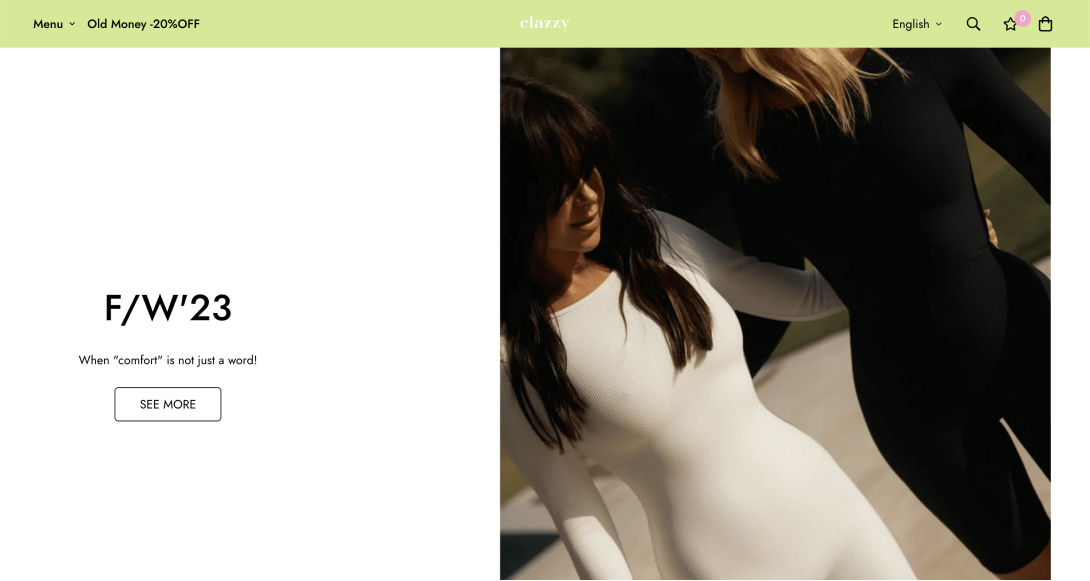 Menu
Old Money -20%OFF
clazzy
English
0
F/W'23
When "comfort" is not just a word!
SEE MORE